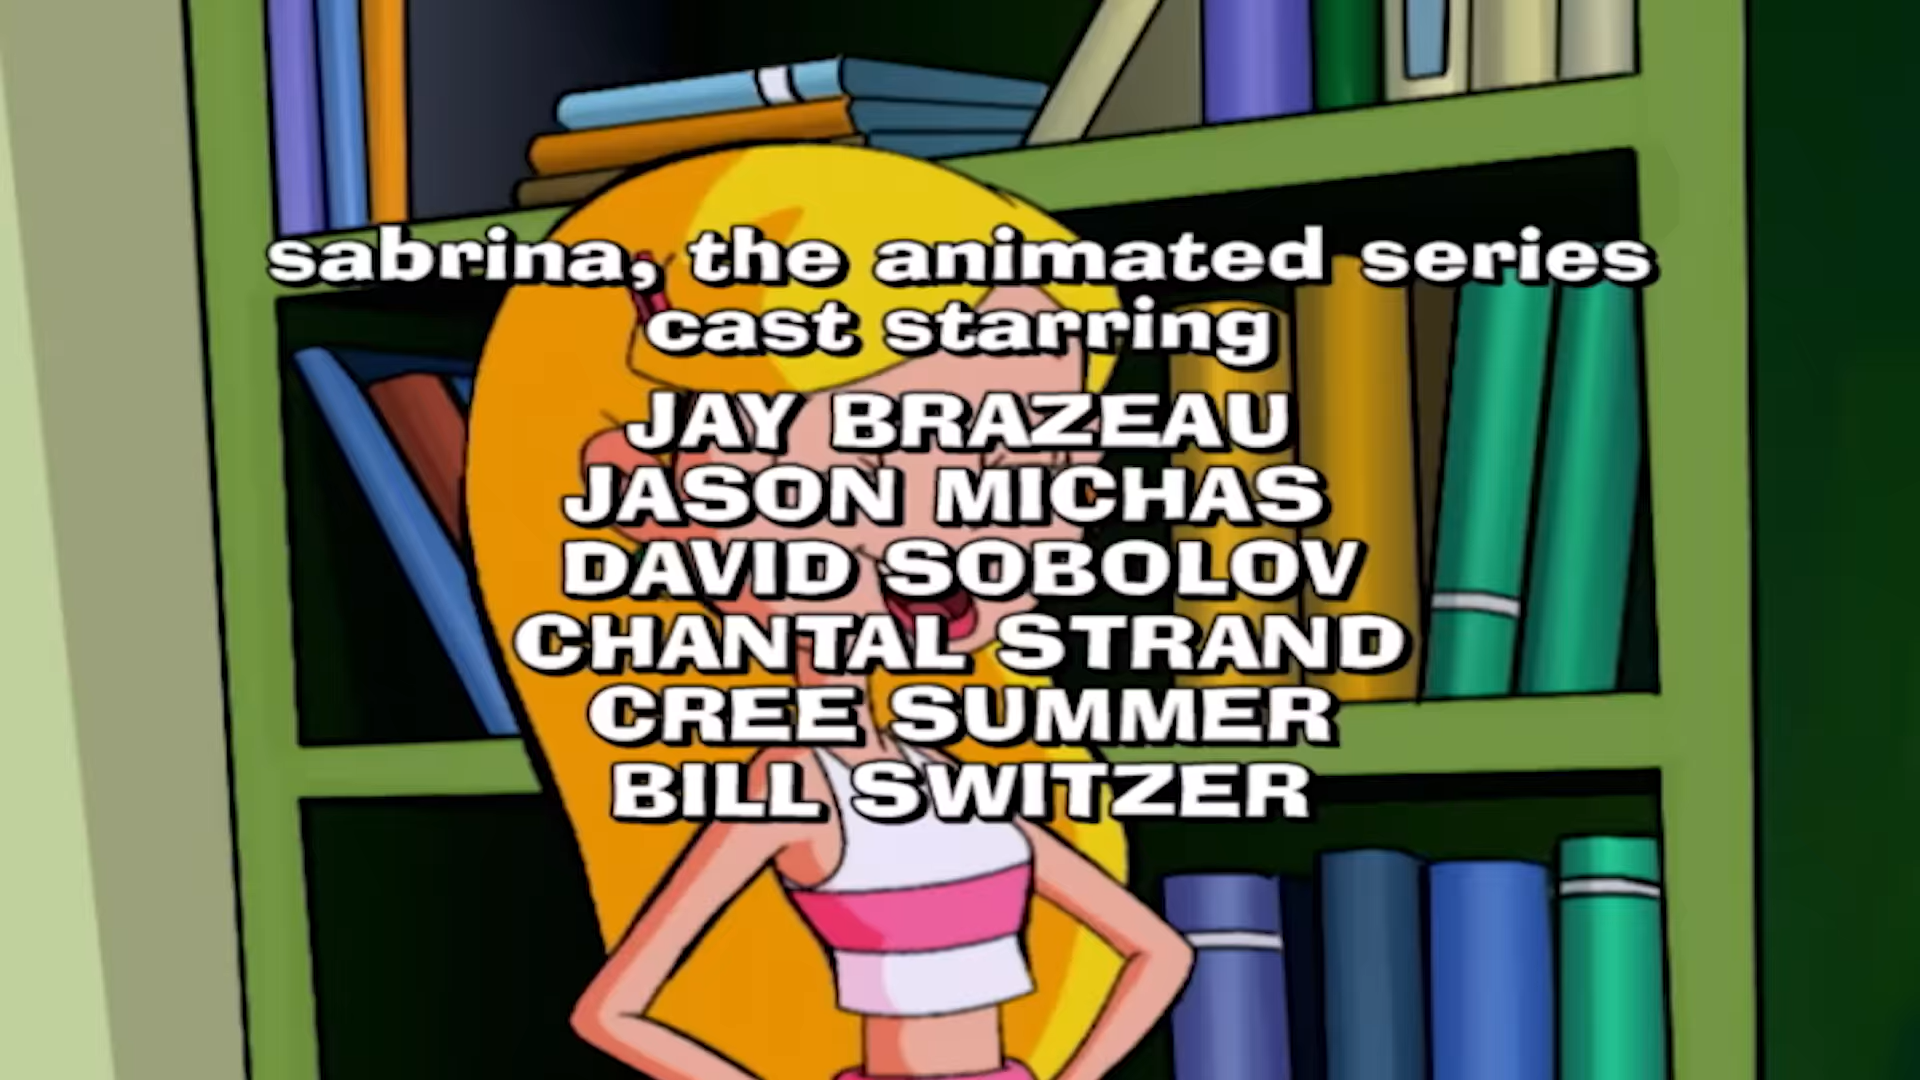 sabrina, the animated series
cast starring
JAY BRAZEAU
JASON MICHAS
DAVID SOBOLOV
CHANTAL STRAND
CREE SUMMER
BILL SWITZER